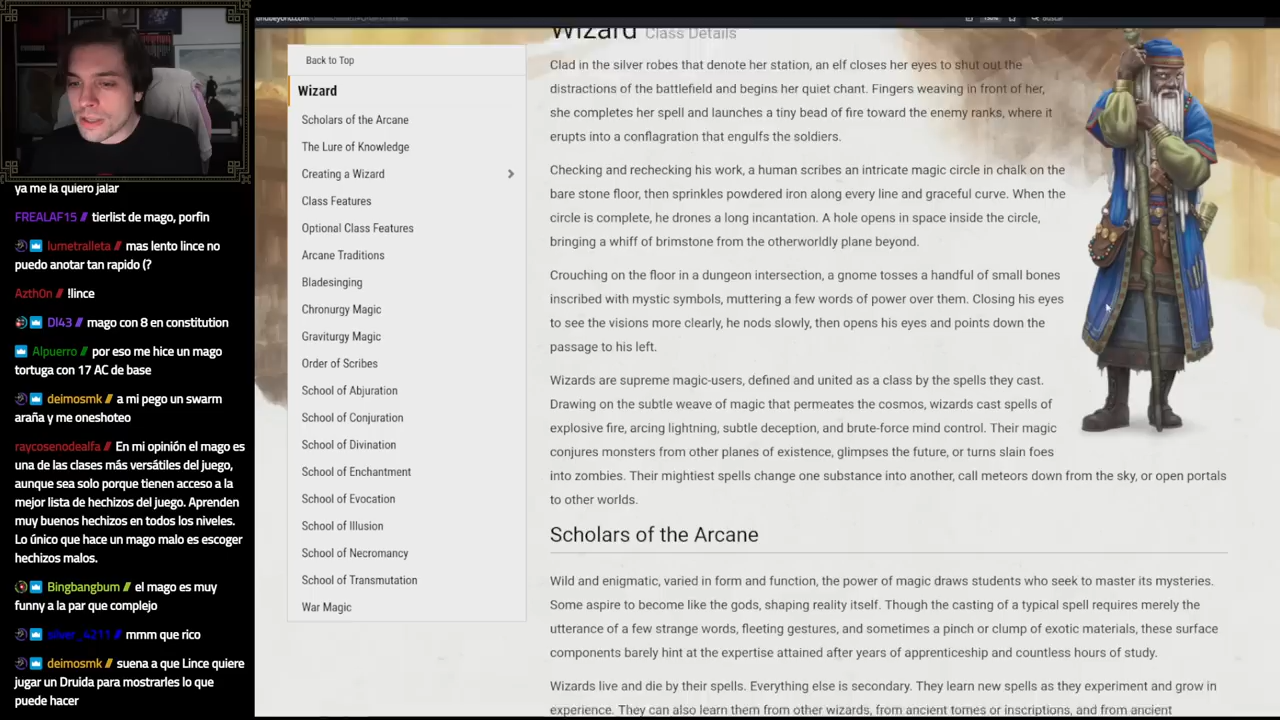 ya me la quiero jalar
FREALAF15 // tierlist de mago, porfin
lumetralleta // mas lento lince no
puedo anotar tan rapido (?
Azth0n // !lince
Dl43 // mago con 8 en constitution
Alpuerro // por eso me hice un mago
tortuga con 17 AC de base
deimosmk // a mi pego un swarm
araña y me oneshoteo
raycosenodealfa // En mi opinión el mago es
una de las clases más versátiles del juego,
aunque sea solo porque tienen acceso a la
mejor lista de hechizos del juego. Aprenden
muy buenos hechizos en todos los niveles.
Lo único que hace un mago malo es escoger
hechizos malos.
Bingbangbum // el mago es muy
funny a la par que complejo
silver_4211 // mmm que rico
deimosmk // suena a que Lince quiere
jugar un Druida para mostrarles lo que
puede hacer
Back to Top
Wizard
Scholars of the Arcane
The Lure of Knowledge
Creating a Wizard
Class Features
Optional Class Features
Arcane Traditions
Bladesinging
Chronurgy Magic
Graviturgy Magic
Order of Scribes
School of Abjuration
School of Conjuration
School of Divination
School of Enchantment
School of Evocation
School of Illusion
School of Necromancy
School of Transmutation
War Magic
150%
Buscar
Wizard Class Details
Clad in the silver robes that denote her station, an elf closes her eyes to shut out the
distractions of the battlefield and begins her quiet chant. Fingers weaving in front of her,
she completes her spell and launches a tiny bead of fire toward the enemy ranks, where it
erupts into a conflagration that engulfs the soldiers.
Checking and rechecking his work, a human scribes an intricate magic circle in chalk on the
bare stone floor, then sprinkles powdered iron along every line and graceful curve. When the
circle is complete, he drones a long incantation. A hole opens in space inside the circle,
bringing a whiff of brimstone from the otherworldly plane beyond.
Crouching on the floor in a dungeon intersection, a gnome tosses a handful of small bones
inscribed with mystic symbols, muttering a few words of power over them. Closing his eyes
to see the visions more clearly, he nods slowly, then opens his eyes and points down the
passage to his left.
Wizards are supreme magic-users, defined and united as a class by the spells they cast.
Drawing on the subtle weave of magic that permeates the cosmos, wizards cast spells of
explosive fire, arcing lightning, subtle deception, and brute-force mind control. Their magic
conjures monsters from other planes of existence, glimpses the future, or turns slain foes
into zombies. Their mightiest spells change one substance into another, call meteors down from the sky, or open portals
to other worlds.
Scholars of the Arcane
Wild and enigmatic, varied in form and function, the power of magic draws students who seek to master its mysteries.
Some aspire to become like the gods, shaping reality itself. Though the casting of a typical spell requires merely the
utterance of a few strange words, fleeting gestures, and sometimes a pinch or clump of exotic materials, these surface
components barely hint at the expertise attained after years of apprenticeship and countless hours of study.
Wizards live and die by their spells. Everything else is secondary. They learn new spells as they experiment and grow in
experience. They can also learn them from other wizards, from ancient tomes or inscriptions, and from ancient